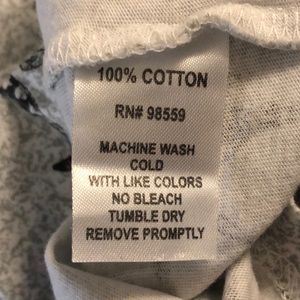 100% COTTON
RN# 98559
MACHINE WASH
COLD
WITH LIKE COLORS
NO BLEACH
TUMBLE DRY
REMOVE PROMPTLY